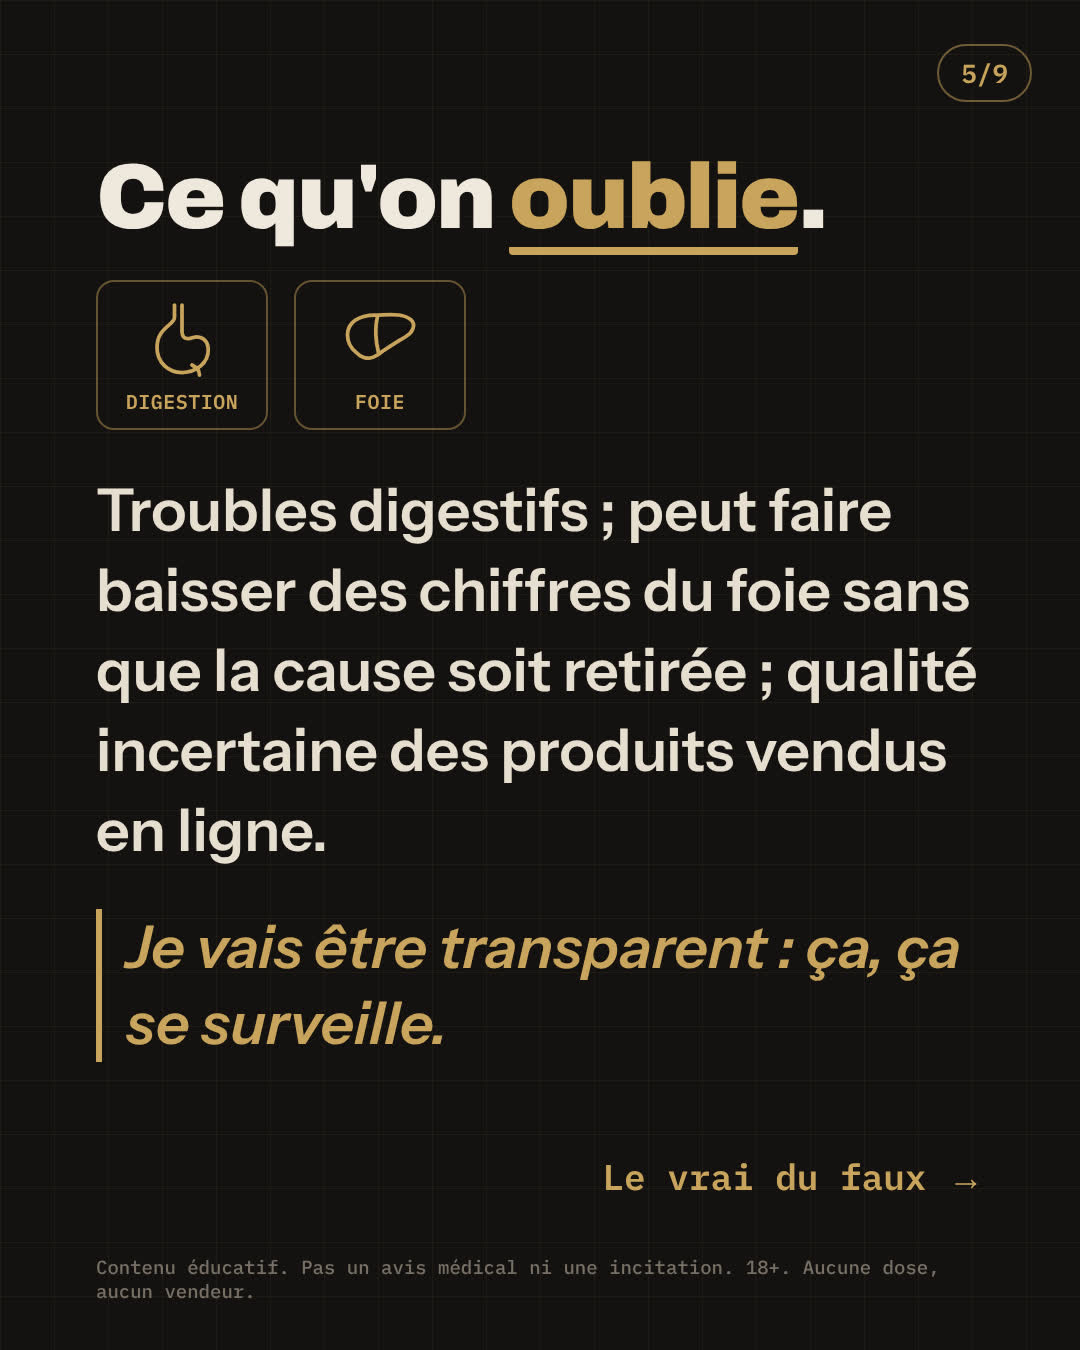 5/9
Ce qu'on oublie.
DIGESTION
FOIE
Troubles digestifs ; peut faire
baisser des chiffres du foie sans
que la cause soit retirée ; qualité
incertaine des produits vendus
en ligne.
Je vais être transparent : ça, ça
se surveille.
Le vrai du faux →
Contenu éducatif. Pas un avis médical ni une incitation. 18+. Aucune dose,
aucun vendeur.